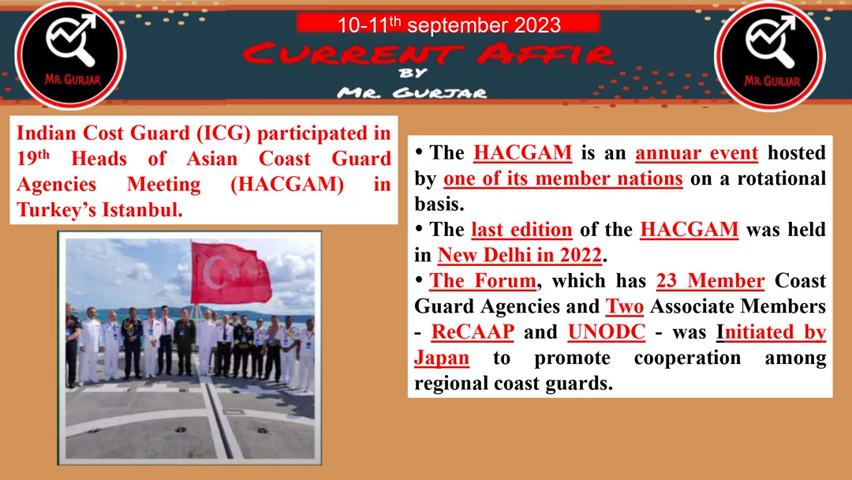 10-11th september 2023
Current Affir
by
Mr. Gurjar
Mr. Gurjar
Mr. Gurjar
Indian Cost Guard (ICG) participated in
19th Heads of Asian Coast Guard
Agencies Meeting (HACGAM) in
Turkey’s Istanbul.
• The HACGAM is an annuar event hosted
by one of its member nations on a rotational
basis.
• The last edition of the HACGAM was held
in New Delhi in 2022.
• The Forum, which has 23 Member Coast
Guard Agencies and Two Associate Members
- ReCAAP and UNODC - was Initiated by
Japan to promote cooperation among
regional coast guards.